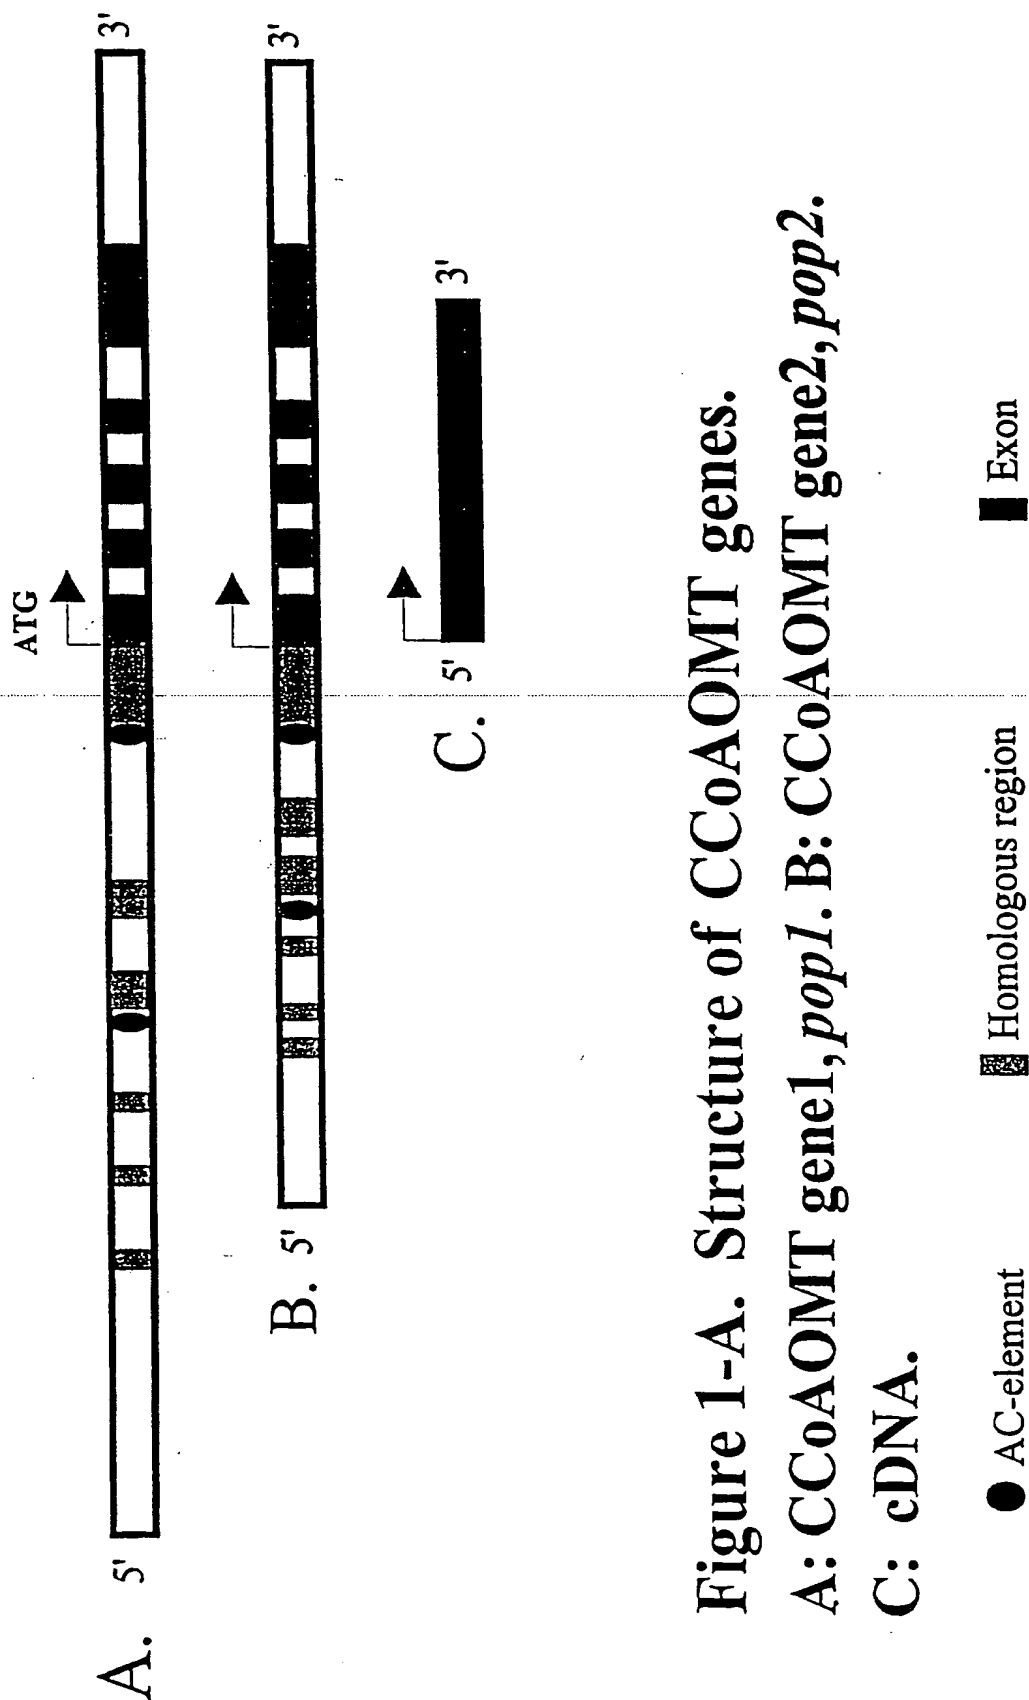 ATG
A. 5' 3'
B. 5' 3'
C. 5' 3'
Figure 1-A. Structure of CCoAOMT genes.
A: CCoAOMT gene1, pop1. B: CCoAOMT gene2, pop2.
C: cDNA.
AC-element Homologous region Exon